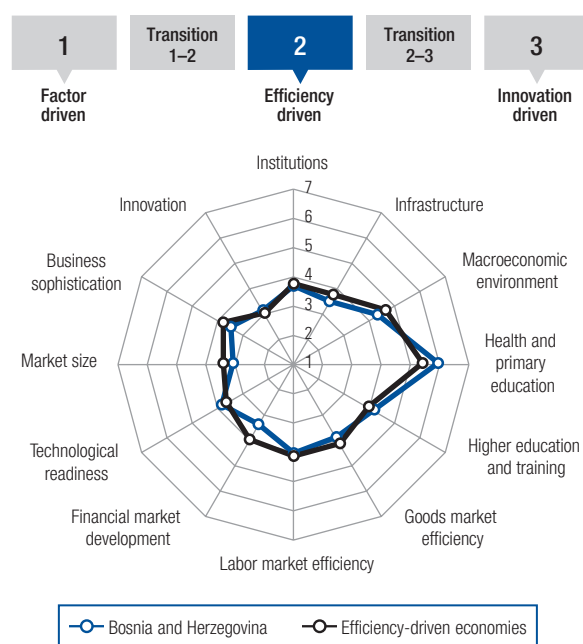 1
Transition
1–2
2
Transition
2–3
3
Factor
driven
Efficiency
driven
Innovation
driven
Institutions
7
6
5
4
3
2
1
Infrastructure
Macroeconomic
environment
Health and
primary
education
Higher education
and training
Goods market
efficiency
Labor market efficiency
Financial market
development
Technological
readiness
Market size
Business
sophistication
Innovation
Bosnia and Herzegovina
Efficiency-driven economies